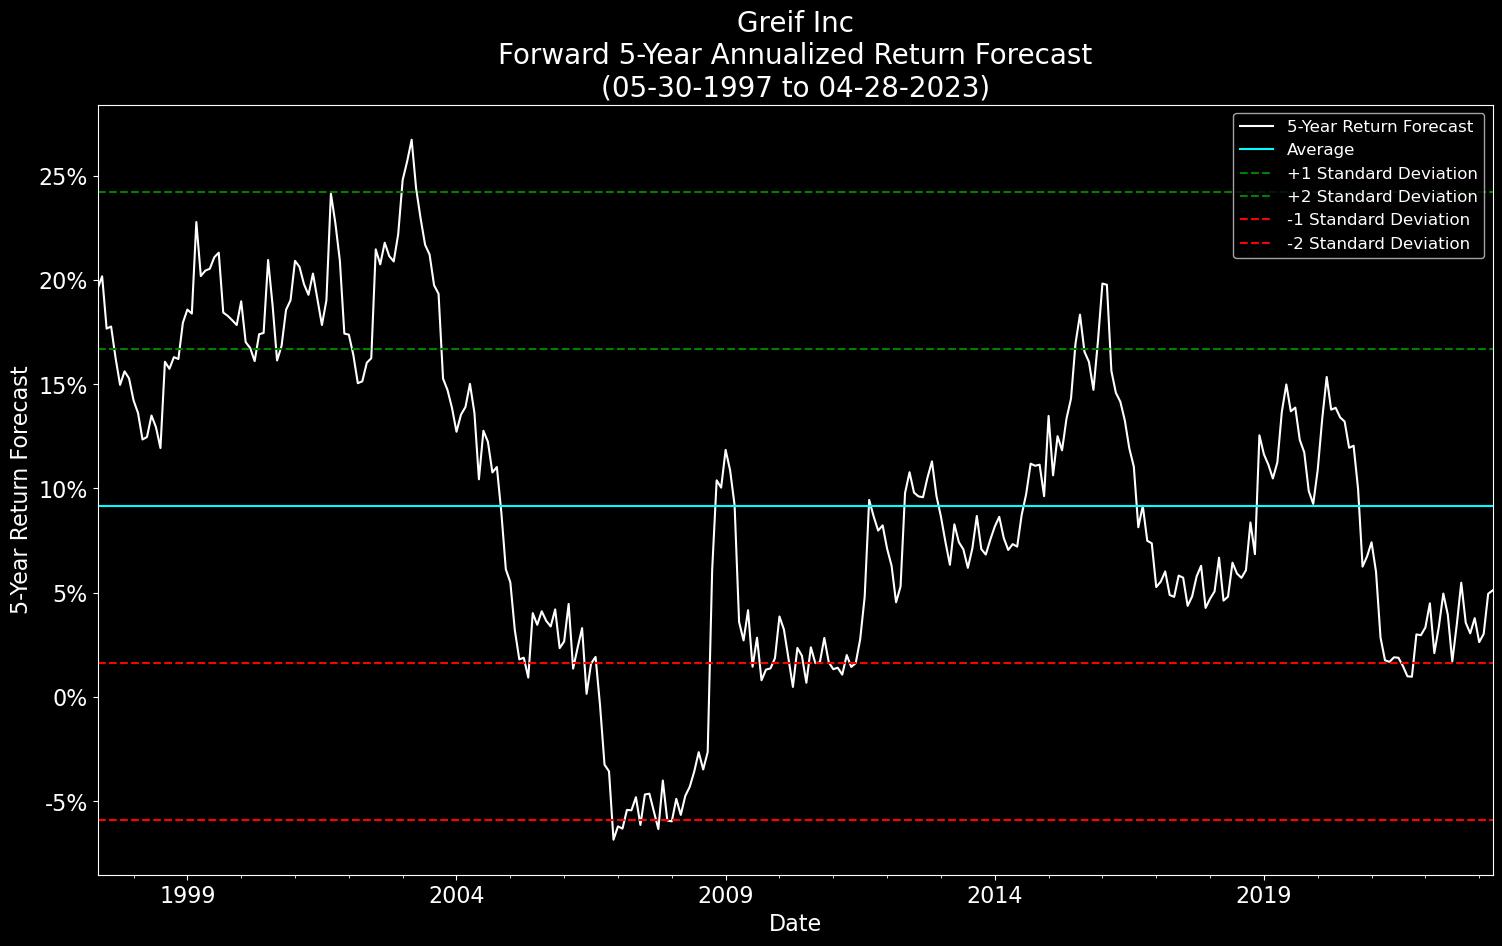 Greif Inc
Forward 5-Year Annualized Return Forecast
(05-30-1997 to 04-28-2023)
5-Year Return Forecast
Average
+1 Standard Deviation
+2 Standard Deviation
-1 Standard Deviation
-2 Standard Deviation
25%
20%
15%
10%
5%
0%
-5%
5-Year Return Forecast
1999
2004
2009
2014
2019
Date